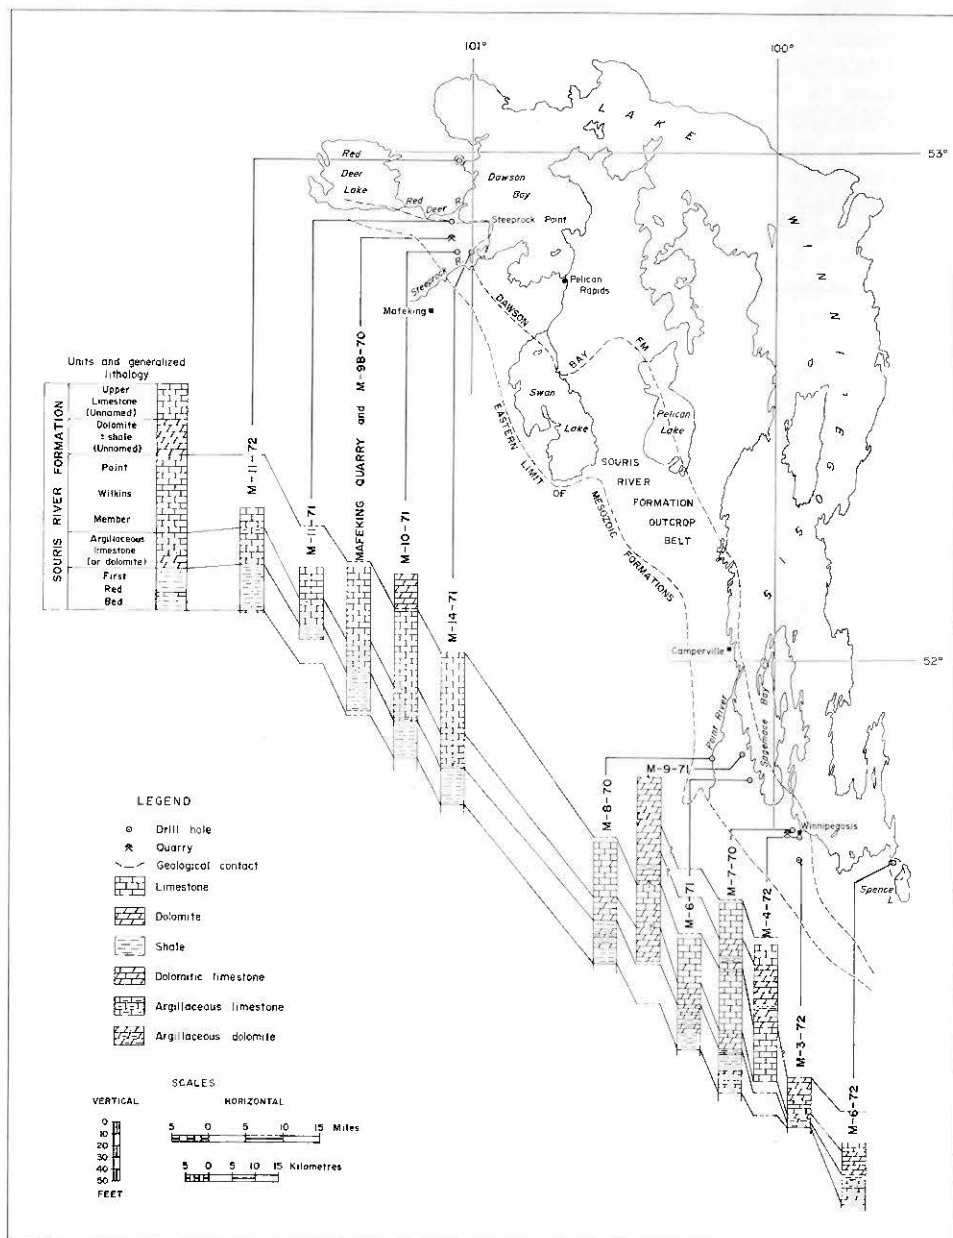 101°
100°
LAKE
WINNIPEGOSIS
53°
Red
Deer
Lake
Dawson
Bay
Red
Deer
R.
Steeprock Point
Steeprock
R.
Mafeking
Pelican
Rapids
DAWSON
BAY
FM
Swan
Lake
Pelican
Lake
EASTERN
LIMIT
OF
MESOZOIC
FORMATIONS
SOURIS
RIVER
FORMATION
OUTCROP
BELT
Camperville
52°
Point River
Sagemace Bay
Winnipegosis
Spence
L
Units and generalized
lithology
SOURIS RIVER FORMATION
Upper
Limestone
(Unnamed)
Dolomite
± shale
(Unnamed)
Point
Wilkins
Member
Argillaceous
limestone
(or dolomite)
First
Red
Bed
M-11-72
M-11-71
MAFEKING QUARRY and M-9B-70
M-10-71
M-14-71
M-8-70
M-9-71
M-6-71
M-7-70
M-4-72
M-3-72
M-6-72
LEGEND
Drill hole
Quarry
Geological contact
Limestone
Dolomite
Shale
Dolomitic limestone
Argillaceous limestone
Argillaceous dolomite
SCALES
VERTICAL
0
10
20
30
40
50
FEET
HORIZONTAL
5 0 5 10 15 Miles
5 0 5 10 15 Kilometres